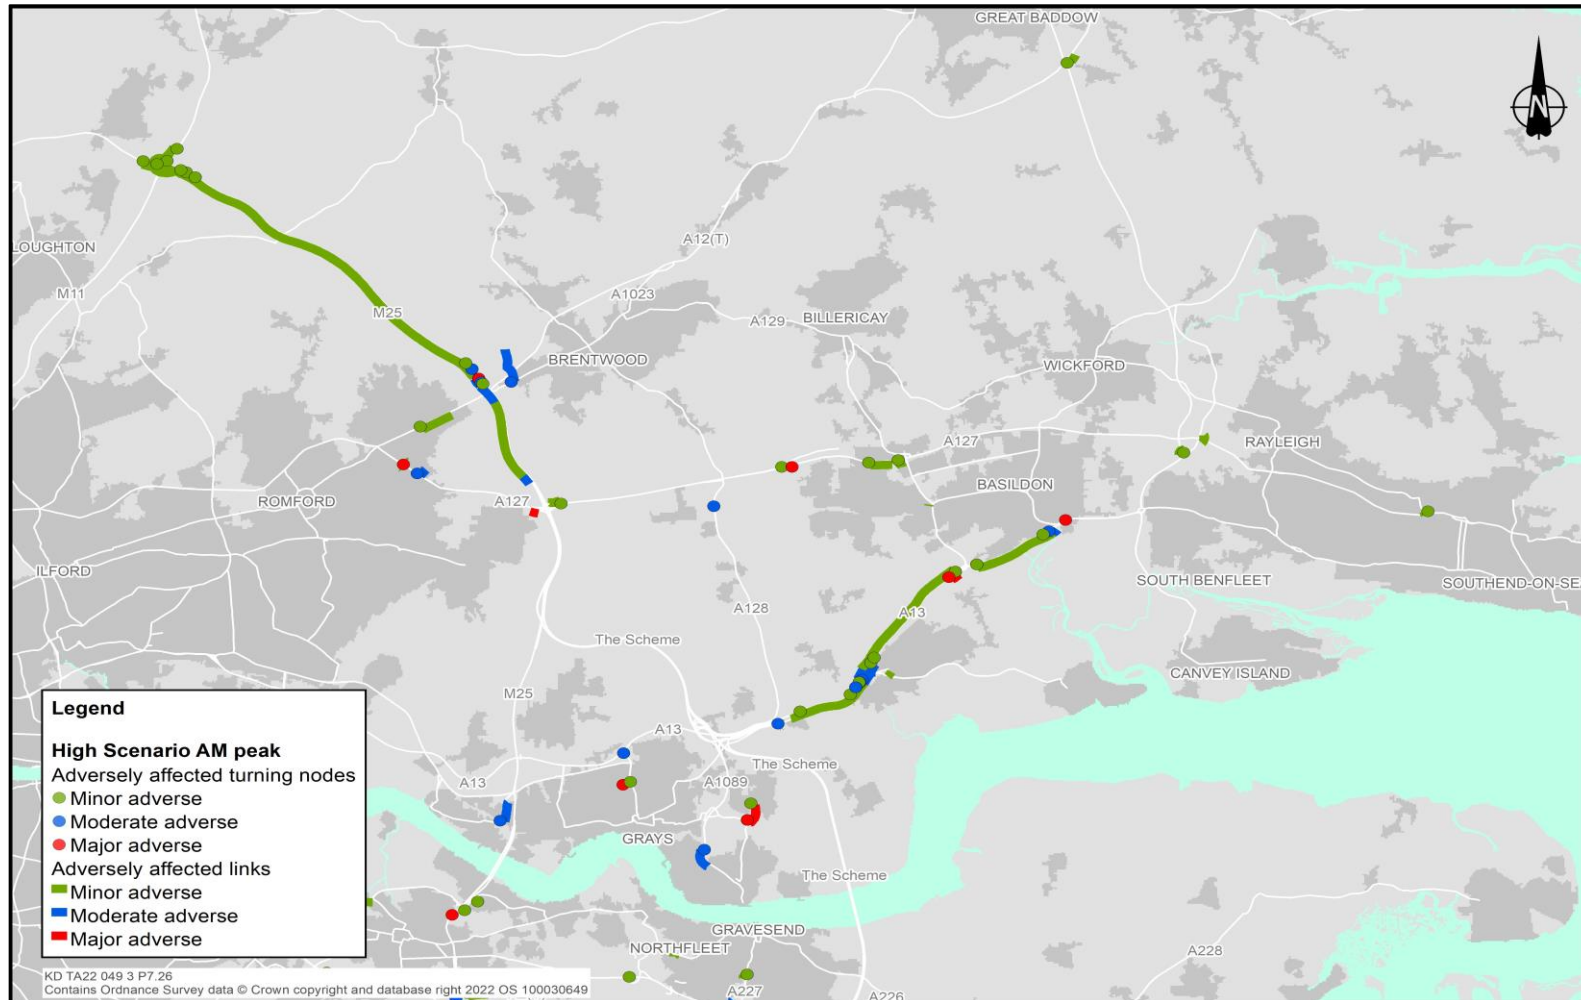 GREAT BADDOW
N
A12(T)
LOUGHTON
M11
A1023
M25
A129
BILLERICAY
BRENTWOOD
WICKFORD
A127
RAYLEIGH
BASILDON
ROMFORD
A127
ILFORD
SOUTH BENFLEET
SOUTHEND-ON-SE
A128
A13
The Scheme
CANVEY ISLAND
M25
A13
The Scheme
A13
A1089
GRAYS
The Scheme
GRAVESEND
NORTHFLEET
A228
A227
A226
Legend
High Scenario AM peak
Adversely affected turning nodes
Minor adverse
Moderate adverse
Major adverse
Adversely affected links
Minor adverse
Moderate adverse
Major adverse
KD TA22 049 3 P7.26
Contains Ordnance Survey data © Crown copyright and database right 2022 OS 100030649